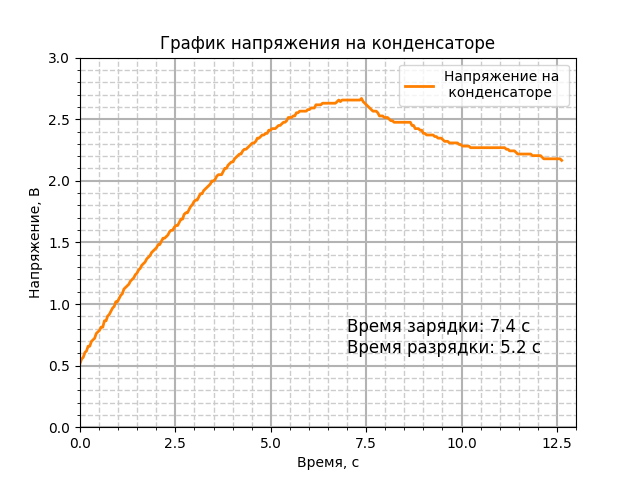 График напряжения на конденсаторе
Напряжение на
конденсаторе
Напряжение, В
3.0
2.5
2.0
1.5
1.0
0.5
0.0
Время зарядки: 7.4 с
Время разрядки: 5.2 с
0.0 2.5 5.0 7.5 10.0 12.5
Время, с